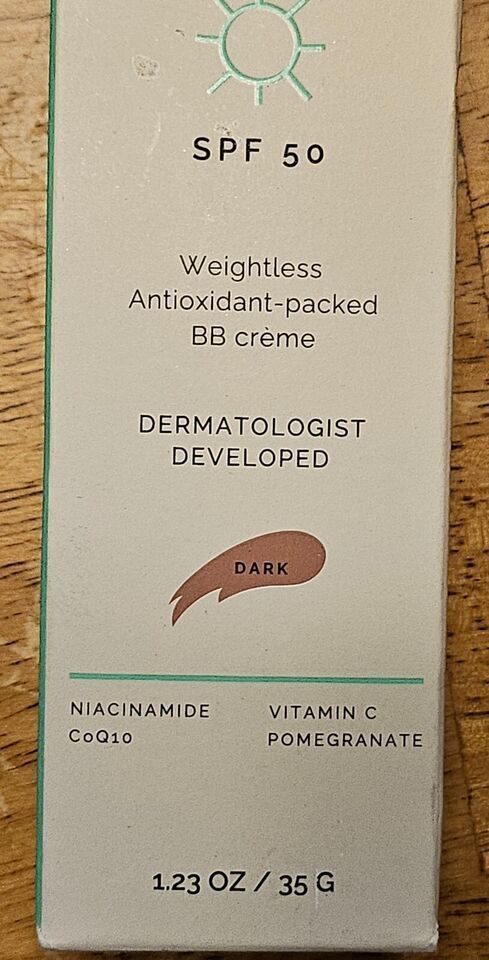 SPF 50
Weightless
Antioxidant-packed
BB crème
DERMATOLOGIST
DEVELOPED
DARK
NIACINAMIDE VITAMIN C
CoQ10 POMEGRANATE
1.23 OZ / 35 G